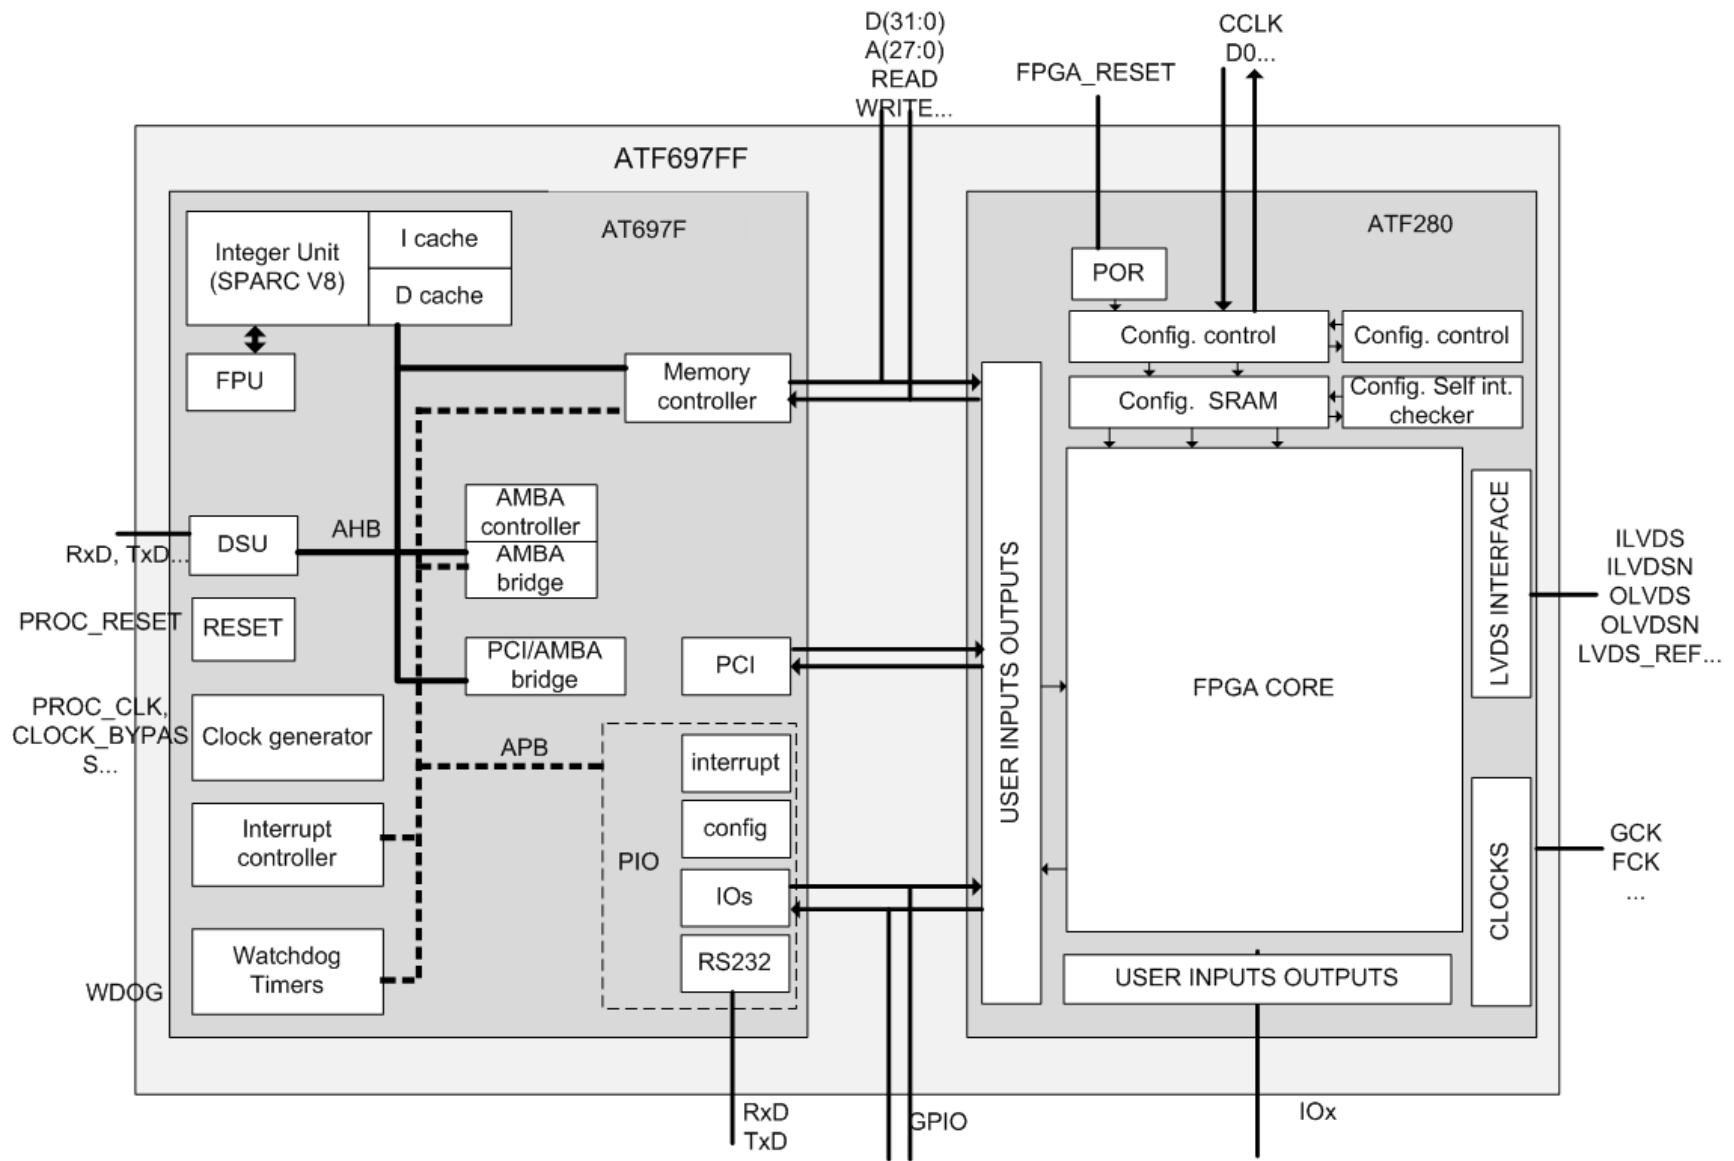 D(31:0)
A(27:0)
READ
WRITE...
FPGA_RESET
CCLK
D0...
ATF697FF
AT697F
Integer Unit
(SPARC V8)
I cache
D cache
FPU
Memory
controller
AMBA
controller
AMBA
bridge
AHB
DSU
RxD, TxD...
PROC_RESET
RESET
PCI/AMBA
bridge
PCI
PROC_CLK,
CLOCK_BYPAS
S...
Clock generator
APB
interrupt
config
PIO
IOs
RS232
Interrupt
controller
Watchdog
Timers
WDOG
RxD
TxD
GPIO
ATF280
POR
Config. control
Config. control
Config. SRAM
Config. Self int.
checker
USER INPUTS OUTPUTS
FPGA CORE
LVDS INTERFACE
ILVDS
ILVDSN
OLVDS
OLVDSN
LVDS_REF...
CLOCKS
GCK
FCK
...
USER INPUTS OUTPUTS
IOx